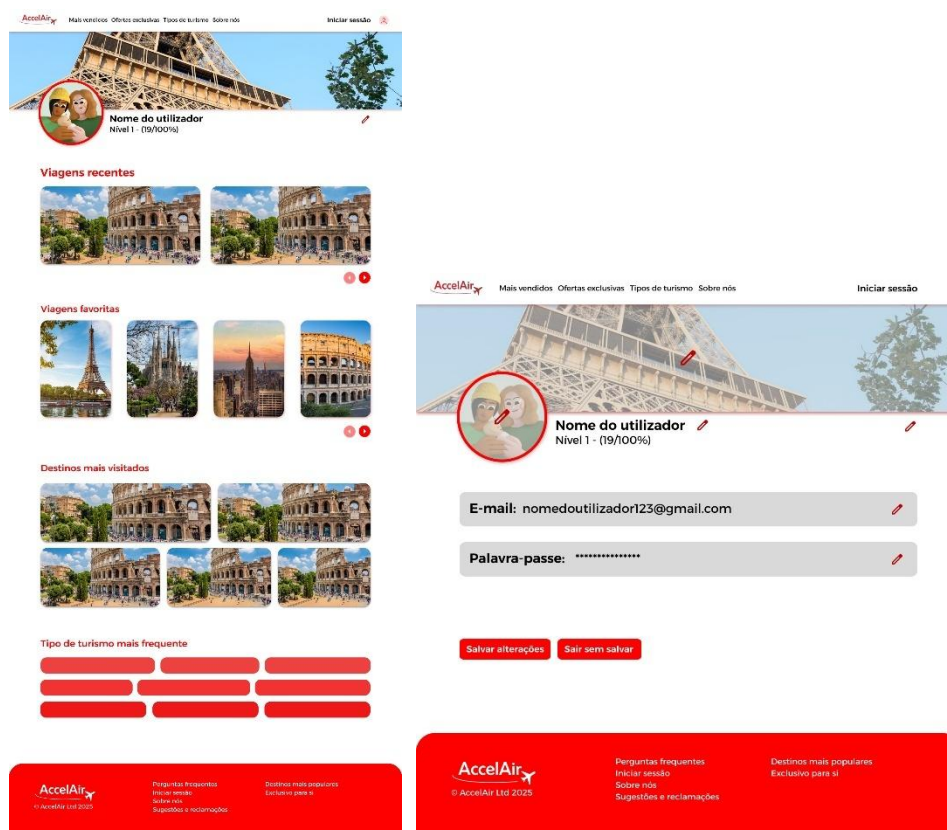 AccelAir
Mais vendidos Ofertas exclusivas Tipos de turismo Sobre nós
Iniciar sessão
Nome do utilizador
Nível 1 - (19/100%)
Viagens recentes
Viagens favoritas
Destinos mais visitados
Tipo de turismo mais frequente
AccelAir
© AccelAir Ltd 2025
Perguntas frequentes
Iniciar sessão
Sobre nós
Sugestões e reclamações
Destinos mais populares
Exclusivo para si
AccelAir
Mais vendidos Ofertas exclusivas Tipos de turismo Sobre nós
Iniciar sessão
Nome do utilizador
Nível 1 - (19/100%)
E-mail: nomedoutilizador123@gmail.com
Palavra-passe: ***************
Salvar alterações
Sair sem salvar
AccelAir
© AccelAir Ltd 2025
Perguntas frequentes
Iniciar sessão
Sobre nós
Sugestões e reclamações
Destinos mais populares
Exclusivo para si